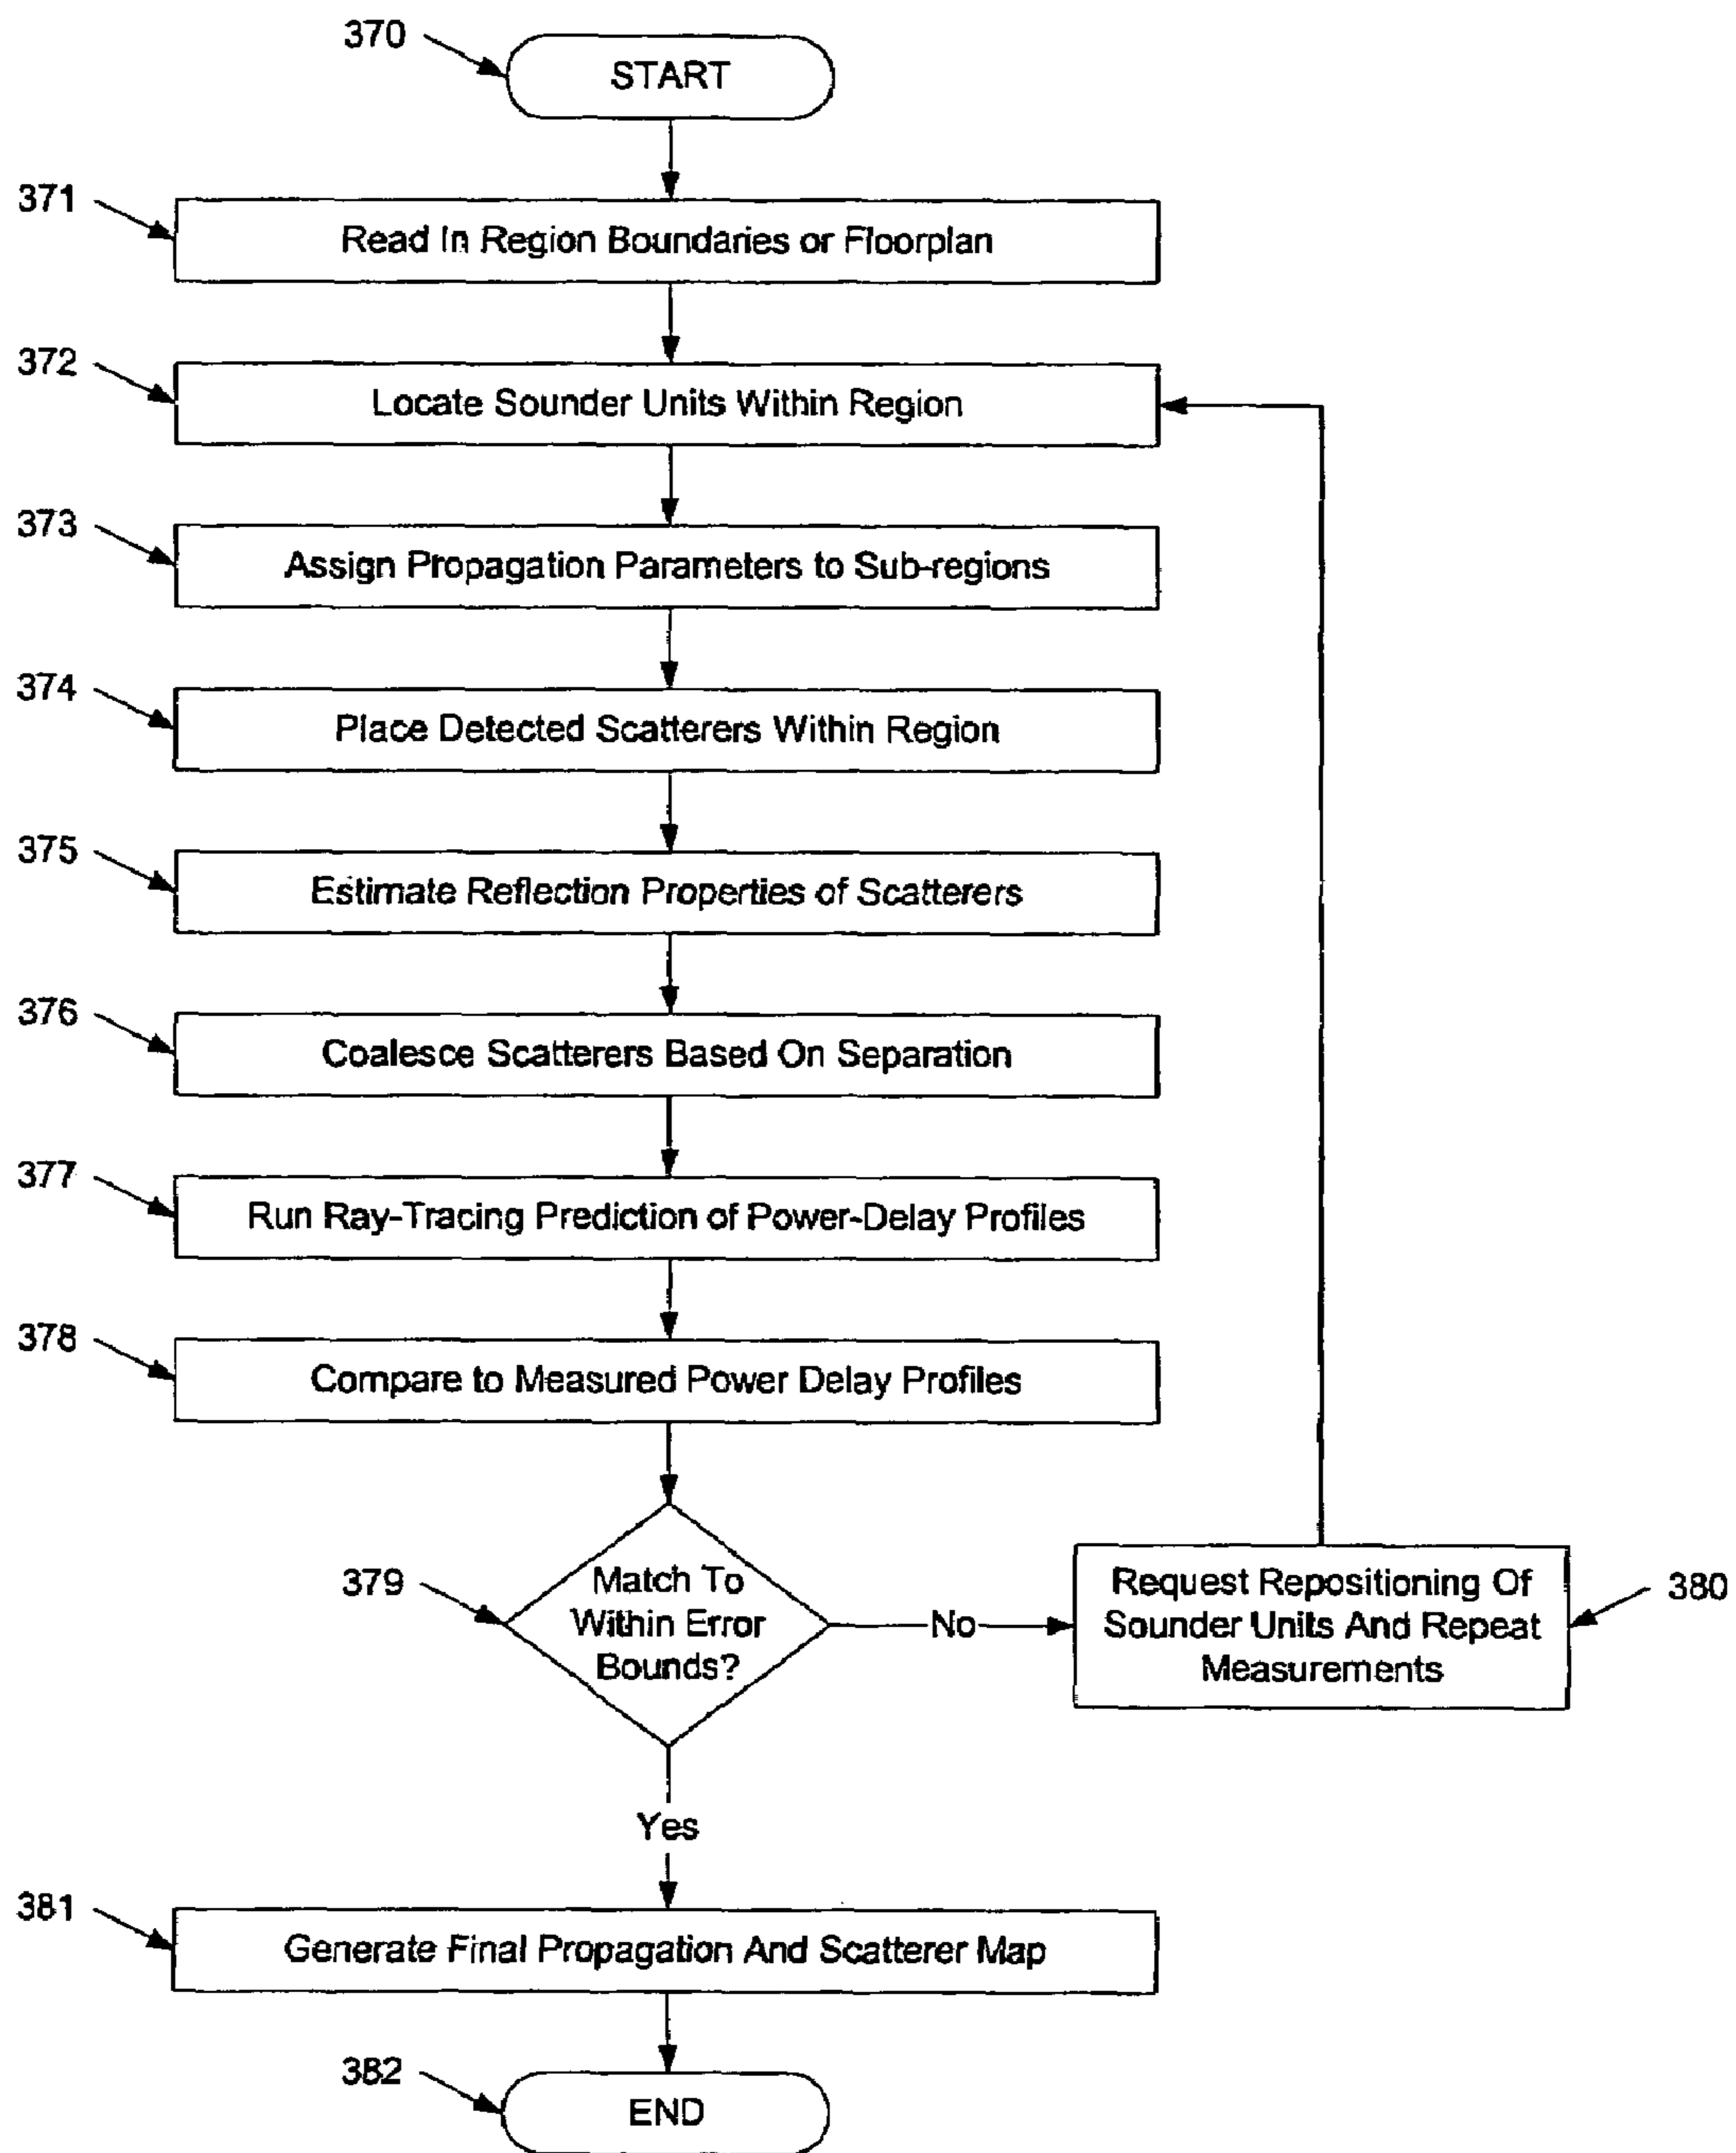 370
START
371
Read In Region Boundaries or Floorplan
372
Locate Sounder Units Within Region
373
Assign Propagation Parameters to Sub-regions
374
Place Detected Scatterers Within Region
375
Estimate Reflection Properties of Scatterers
376
Coalesce Scatterers Based On Separation
377
Run Ray-Tracing Prediction of Power-Delay Profiles
378
Compare to Measured Power Delay Profiles
379
Match To
Within Error
Bounds?
No
Request Repositioning Of
Sounder Units And Repeat
Measurements
380
Yes
381
Generate Final Propagation And Scatterer Map
382
END